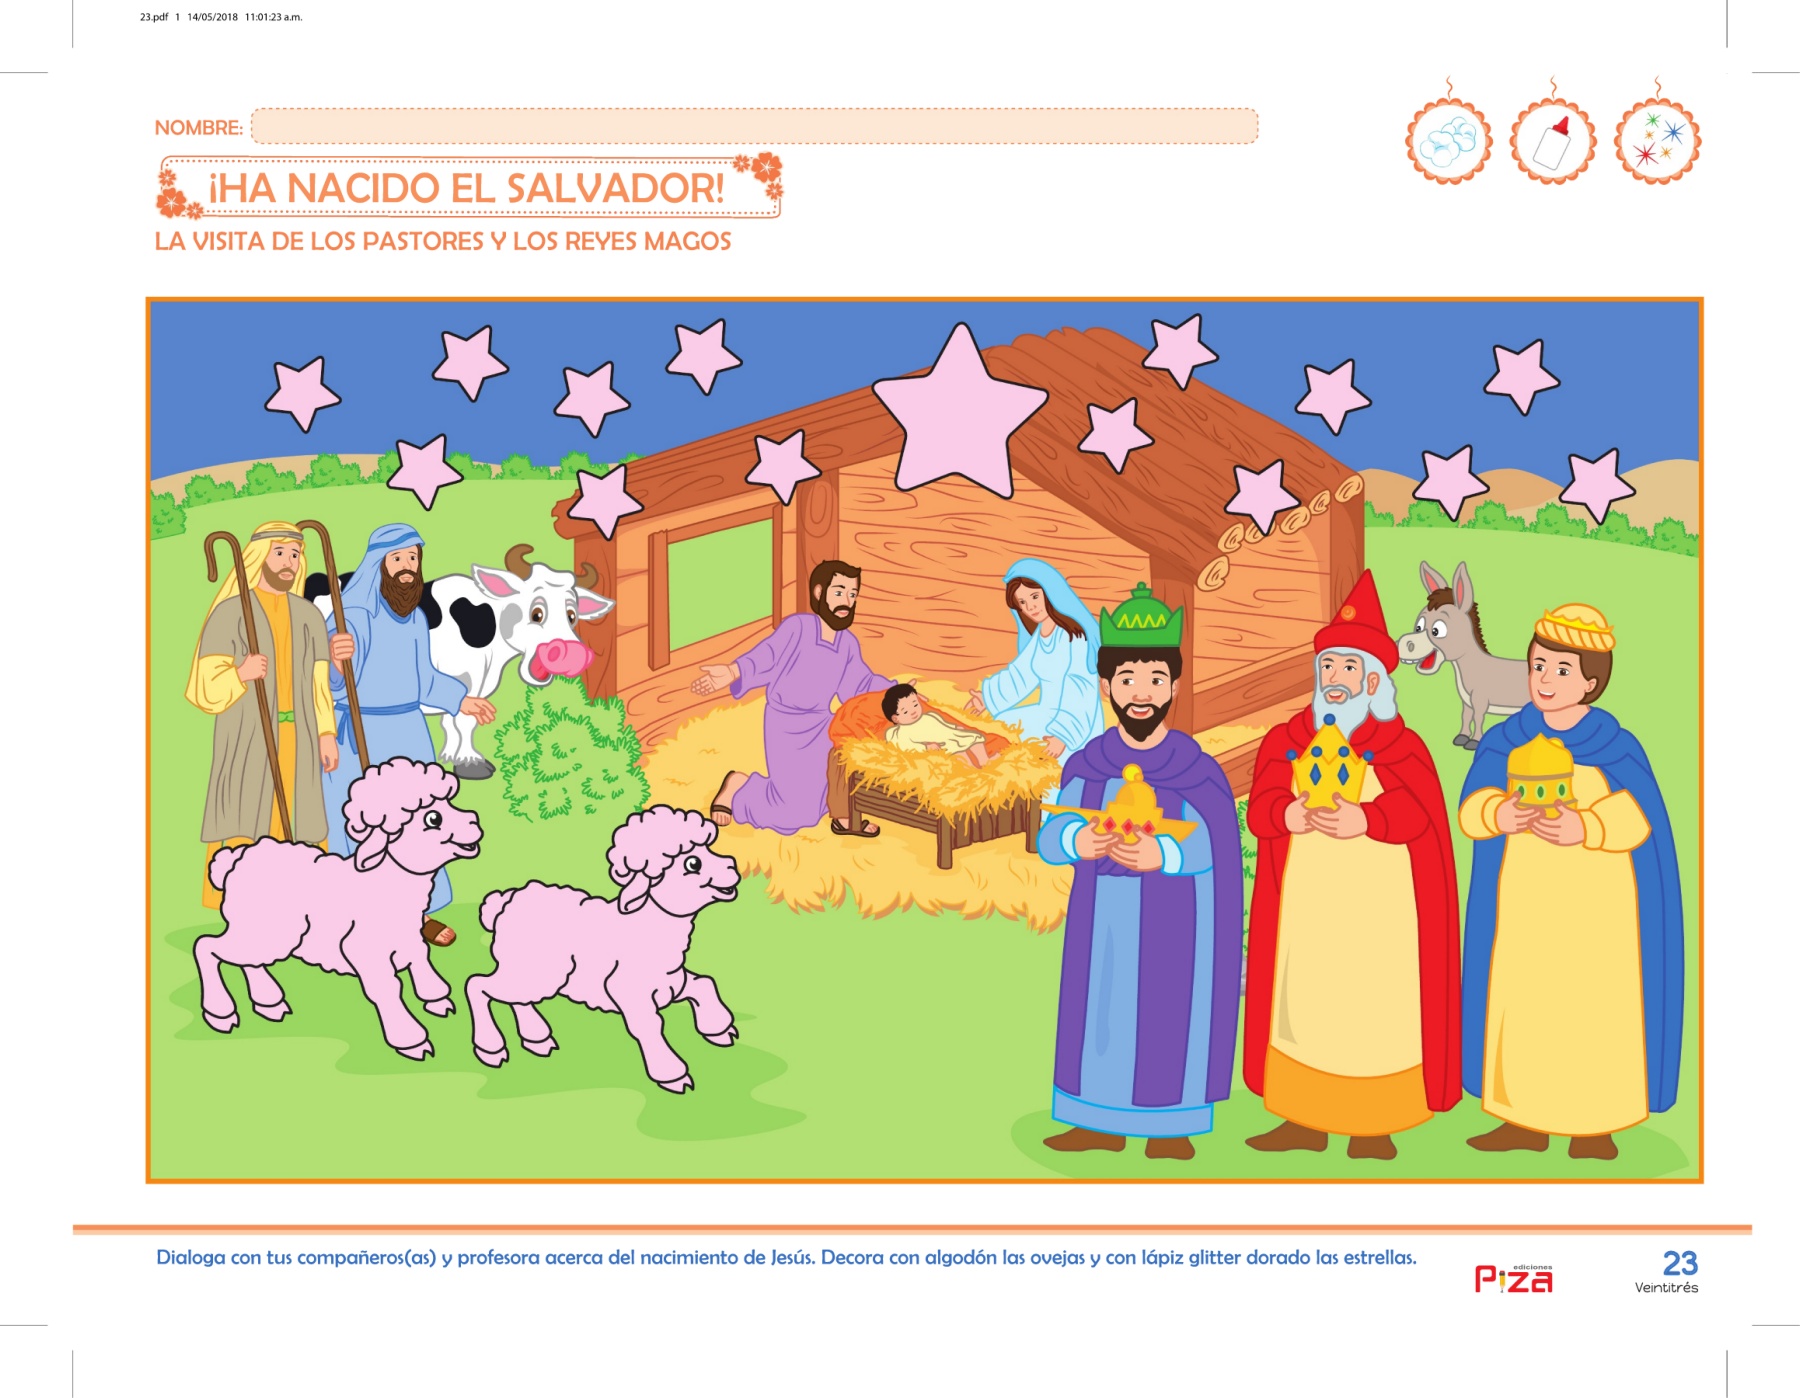 23.pdf 1 14/05/2018 11:01:23 a.m.
NOMBRE:
¡HA NACIDO EL SALVADOR!
LA VISITA DE LOS PASTORES Y LOS REYES MAGOS
Dialoga con tus compañeros(as) y profesora acerca del nacimiento de Jesús. Decora con algodón las ovejas y con lápiz glitter dorado las estrellas.
ediciones
Piza
23
Veintitrés